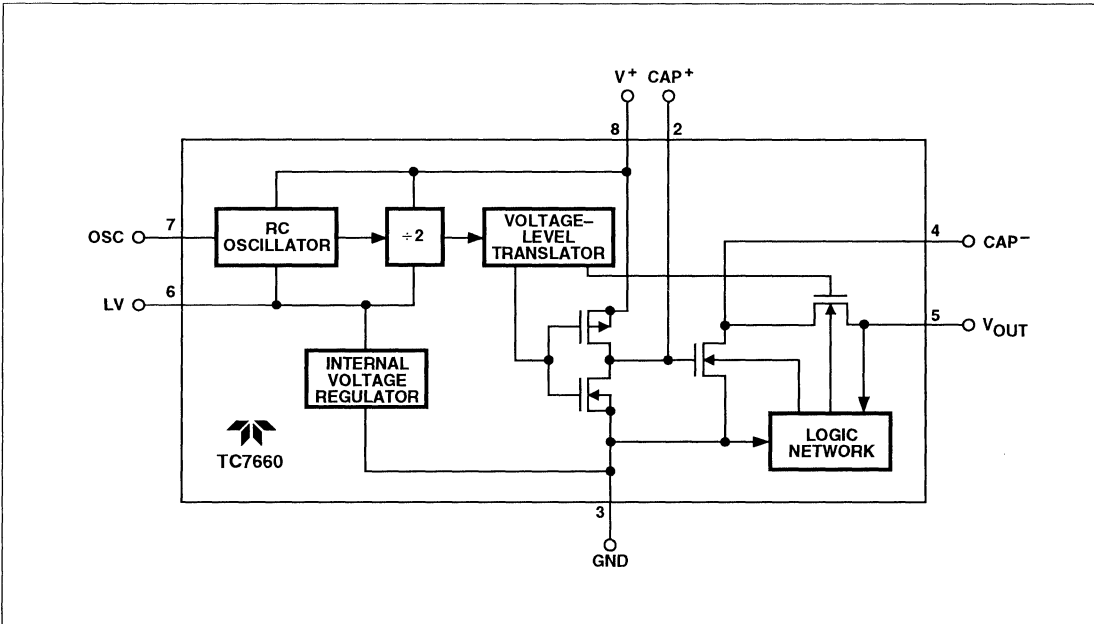 V+ CAP+
8 2
RC
OSCILLATOR
÷2
VOLTAGE–
LEVEL
TRANSLATOR
OSC 7
LV 6
4 CAP–
5 VOUT
INTERNAL
VOLTAGE
REGULATOR
LOGIC
NETWORK
TC7660
3
GND